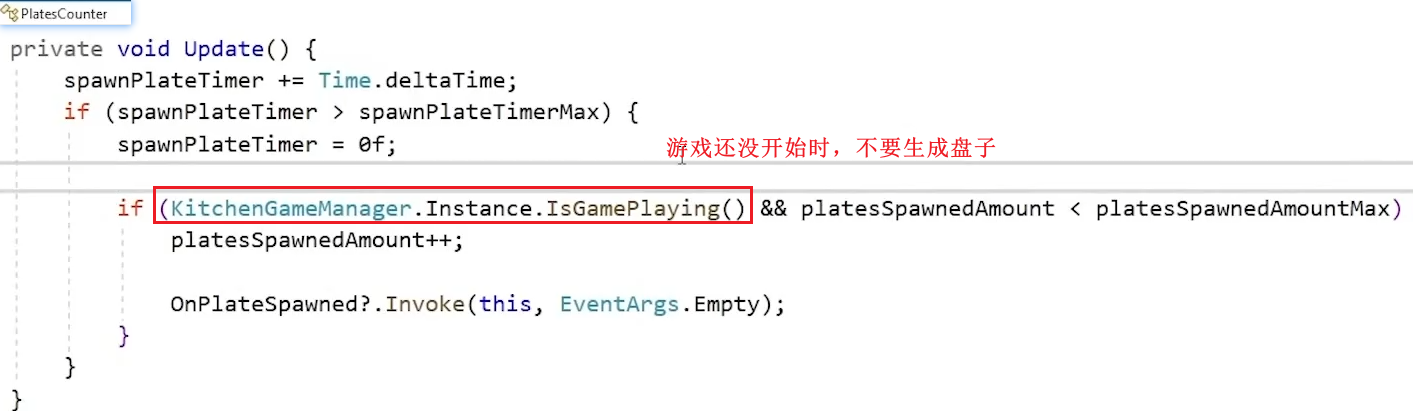 PlatesCounter
private void Update() {
spawnPlateTimer += Time.deltaTime;
if (spawnPlateTimer > spawnPlateTimerMax) {
spawnPlateTimer = 0f;
游戏还没开始时，不要生成盘子
if (KitchenGameManager.Instance.IsGamePlaying() && platesSpawnedAmount < platesSpawnedAmountMax)
platesSpawnedAmount++;
OnPlateSpawned?.Invoke(this, EventArgs.Empty);
}
}
}